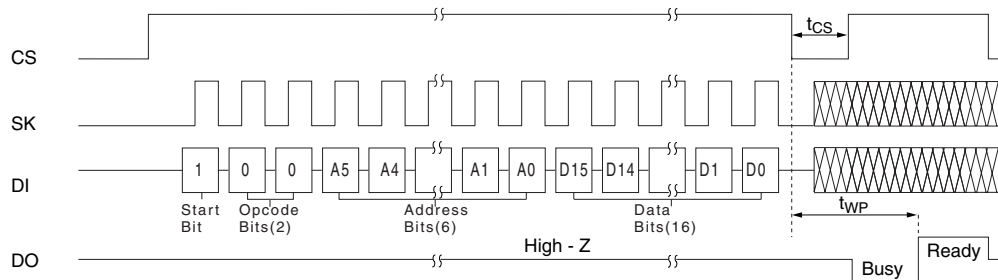 CS
tCS
SK
DI
1 0 0 A5 A4 A1 A0 D15 D14 D1 D0
Start Bit
Opcode Bits(2)
Address Bits(6)
Data Bits(16)
tWP
DO
High - Z
Busy
Ready